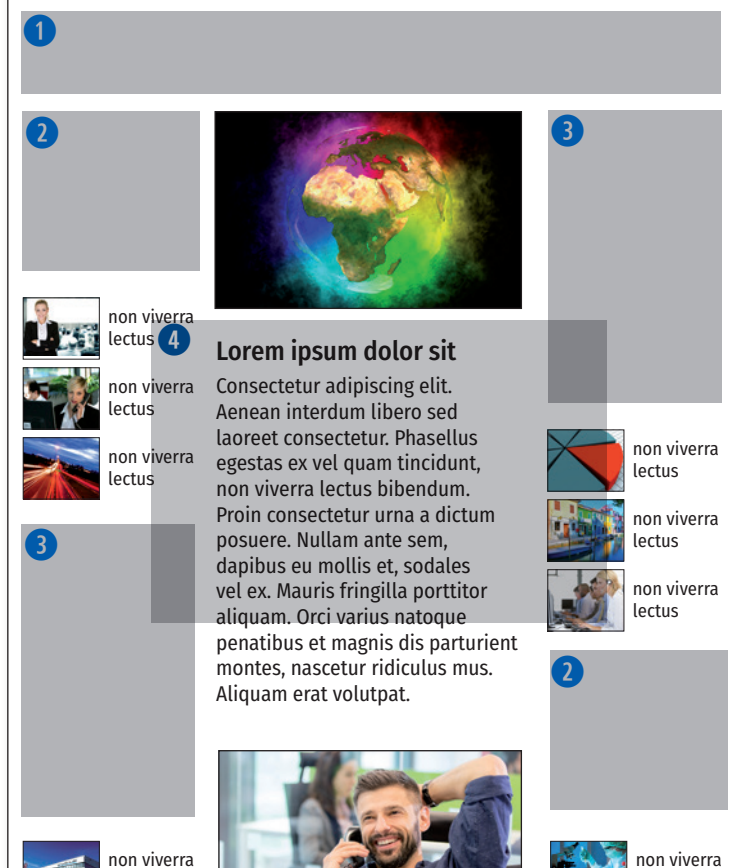 1
2
3
non viverra
lectus
4
non viverra
lectus
non viverra
lectus
3
Lorem ipsum dolor sit
Consectetur adipiscing elit.
Aenean interdum libero sed
laoreet consectetur. Phasellus
egestas ex vel quam tincidunt,
non viverra lectus bibendum.
Proin consectetur urna a dictum
posuere. Nullam ante sem,
dapibus eu mollis et, sodales
vel ex. Mauris fringilla porttitor
aliquam. Orci varius natoque
penatibus et magnis dis parturient
montes, nascetur ridiculus mus.
Aliquam erat volutpat.
non viverra
lectus
non viverra
lectus
non viverra
lectus
2
non viverra
non viverra